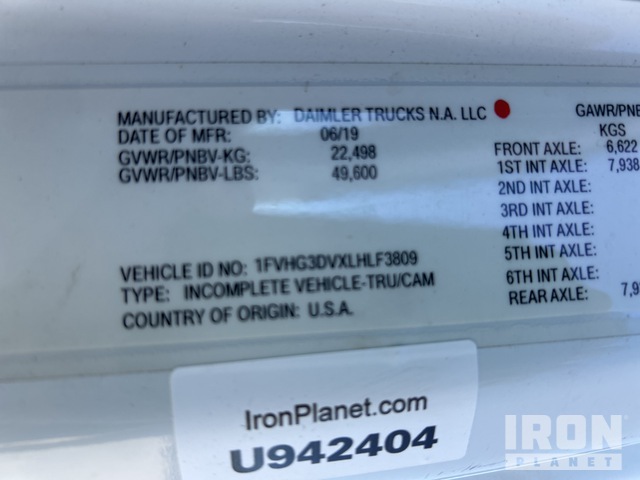 MANUFACTURED BY: DAIMLER TRUCKS N.A. LLC
DATE OF MFR: 06/19
GVWR/PNBV-KG: 22,498
GVWR/PNBV-LBS: 49,600
VEHICLE ID NO: 1FVHG3DVXLHLF3809
TYPE: INCOMPLETE VEHICLE-TRU/CAM
COUNTRY OF ORIGIN: U.S.A.
GAWR/PNB
KGS
FRONT AXLE: 6,622
1ST INT AXLE: 7,938
2ND INT AXLE:
3RD INT AXLE:
4TH INT AXLE:
5TH INT AXLE:
6TH INT AXLE:
REAR AXLE: 7,9
IronPlanet.com
U942404
IRON
PLANET